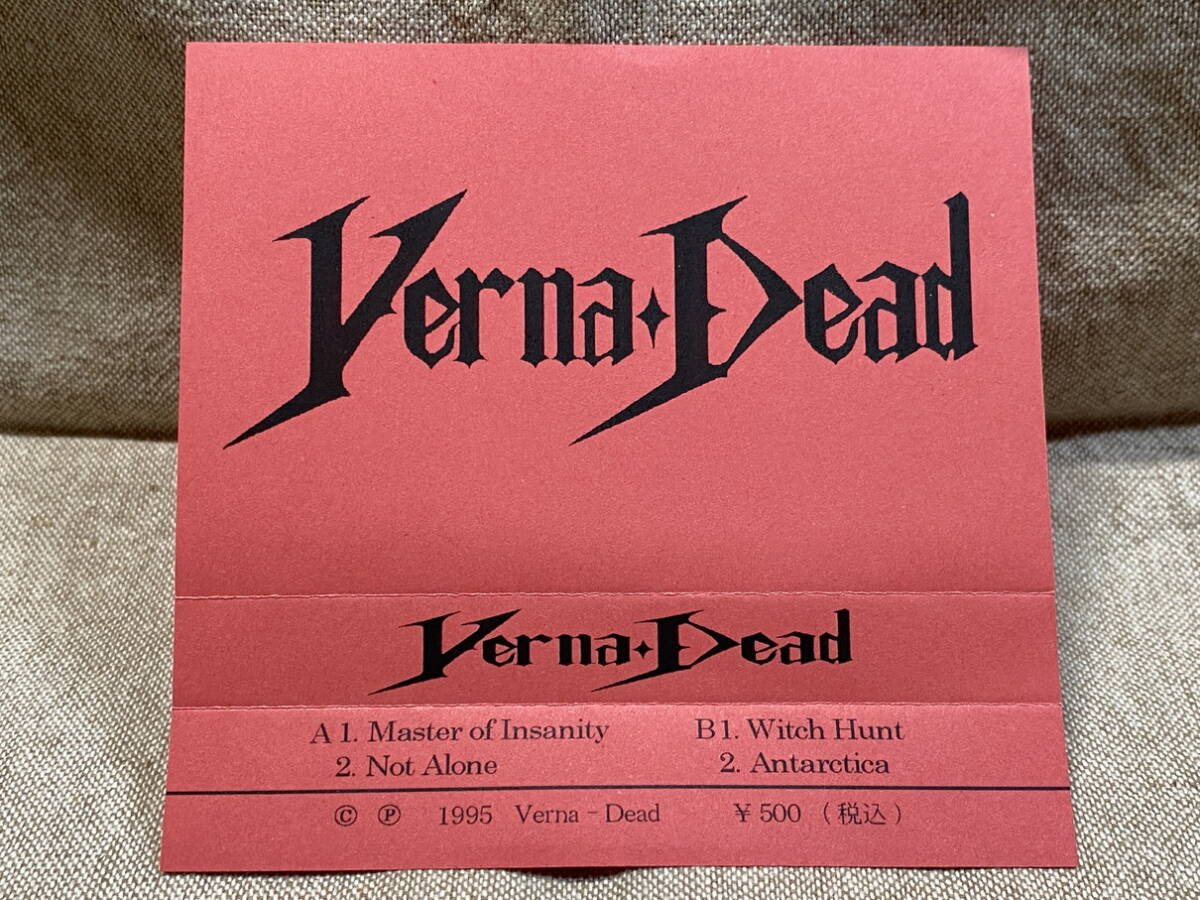 Verna✦Dead
Verna✦Dead
A 1. Master of Insanity
2. Not Alone
B 1. Witch Hunt
2. Antarctica
© ℗ 1995 Verna - Dead ¥500 (税込)